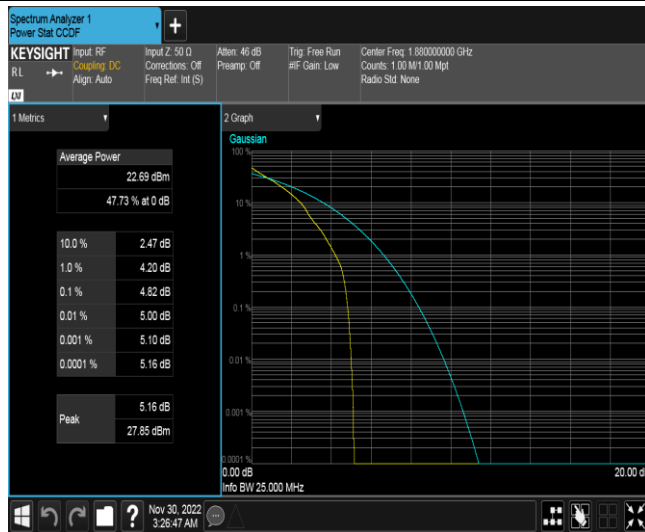 Spectrum Analyzer 1
Power Stat CCDF
+
KEYSIGHT
RL
LXI
Input: RF
Coupling: DC
Align: Auto
Input Z: 50 Ω
Corrections: Off
Freq Ref: Int (S)
Atten: 46 dB
Preamp: Off
Trig: Free Run
#IF Gain: Low
Center Freq: 1.880000000 GHz
Counts: 1.00 M/1.00 Mpt
Radio Std: None
1 Metrics
Average Power
22.69 dBm
47.73 % at 0 dB
10.0 % 2.47 dB
1.0 % 4.20 dB
0.1 % 4.82 dB
0.01 % 5.00 dB
0.001 % 5.10 dB
0.0001 % 5.16 dB
Peak
5.16 dB
27.85 dBm
2 Graph
Gaussian
100 %
10 %
1 %
0.1 %
0.01 %
0.001 %
0.0001 %
0.00 dB
20.00 d
Info BW 25.000 MHz
?
Nov 30, 2022
3:26:47 AM